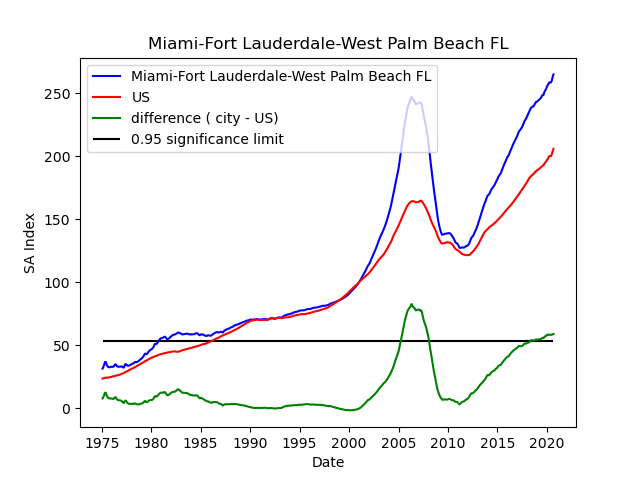 Miami-Fort Lauderdale-West Palm Beach FL
Miami-Fort Lauderdale-West Palm Beach FL
US
difference ( city - US)
0.95 significance limit
SA Index
250
200
150
100
50
0
1975 1980 1985 1990 1995 2000 2005 2010 2015 2020
Date